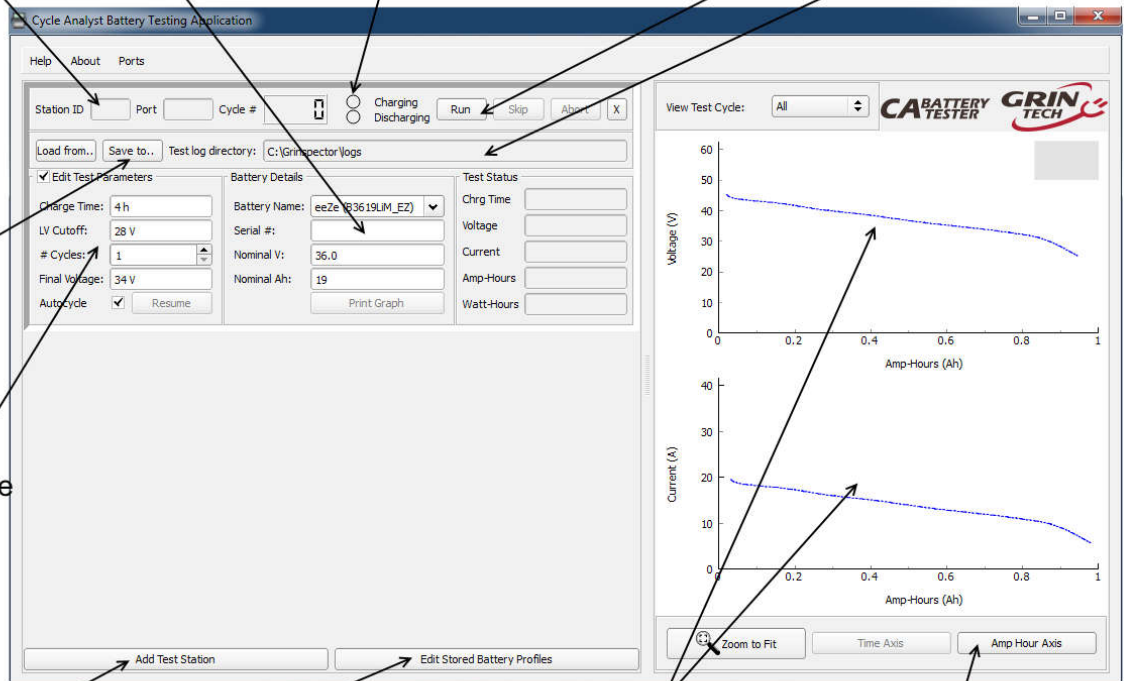 Cycle Analyst Battery Testing Application
Help About Ports
Station ID Port Cycle # 0 Charging Discharging Run Skip Abort X
Load from.. Save to.. Test log directory: C:\Grinspector\logs
Edit Test Parameters
Charge Time: 4 h
LV Cutoff: 28 V
# Cycles: 1
Final Voltage: 34 V
Autocycle Resume
Battery Details
Battery Name: eeZe (B3619LiM_EZ)
Serial #:
Nominal V: 36.0
Nominal Ah: 19
Print Graph
Test Status
Chrg Time
Voltage
Current
Amp-Hours
Watt-Hours
e
Add Test Station Edit Stored Battery Profiles
View Test Cycle: All CA BATTERY TESTER GRIN TECH
60
50
40
30
20
10
0
Voltage (V)
0 0.2 0.4 0.6 0.8 1
Amp-Hours (Ah)
40
30
20
10
0
Current (A)
0 0.2 0.4 0.6 0.8 1
Amp-Hours (Ah)
Zoom to Fit Time Axis Amp Hour Axis